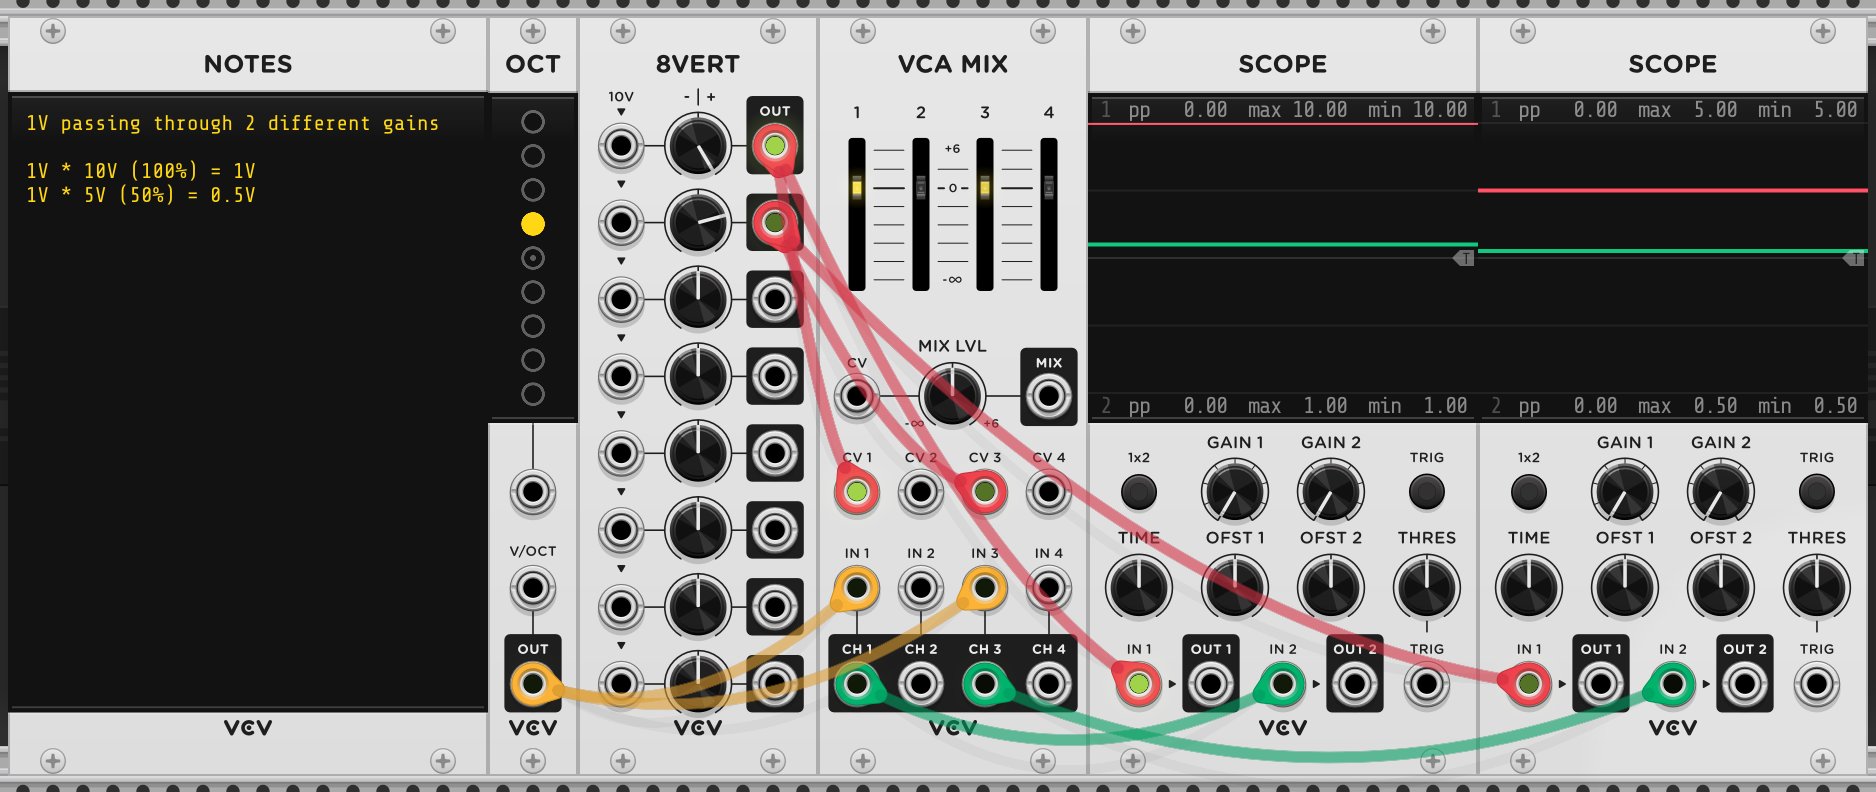 NOTES
1V passing through 2 different gains
1V * 10V (100%) = 1V
1V * 5V (50%) = 0.5V
VCV
OCT
V/OCT
OUT
VCV
8VERT
10V
- | +
OUT
VCV
VCA MIX
1 2 3 4
+6
0
-∞
MIX LVL
CV
MIX
-∞ +6
CV 1 CV 2 CV 3 CV 4
IN 1 IN 2 IN 3 IN 4
CH 1 CH 2 CH 3 CH 4
VCV
SCOPE
1 pp 0.00 max 10.00 min 10.00
T
2 pp 0.00 max 1.00 min 1.00
1x2 GAIN 1 GAIN 2 TRIG
TIME OFST 1 OFST 2 THRES
IN 1 OUT 1 IN 2 OUT 2 TRIG
VCV
SCOPE
1 pp 0.00 max 5.00 min 5.00
T
2 pp 0.00 max 0.50 min 0.50
1x2 GAIN 1 GAIN 2 TRIG
TIME OFST 1 OFST 2 THRES
IN 1 OUT 1 IN 2 OUT 2 TRIG
VCV